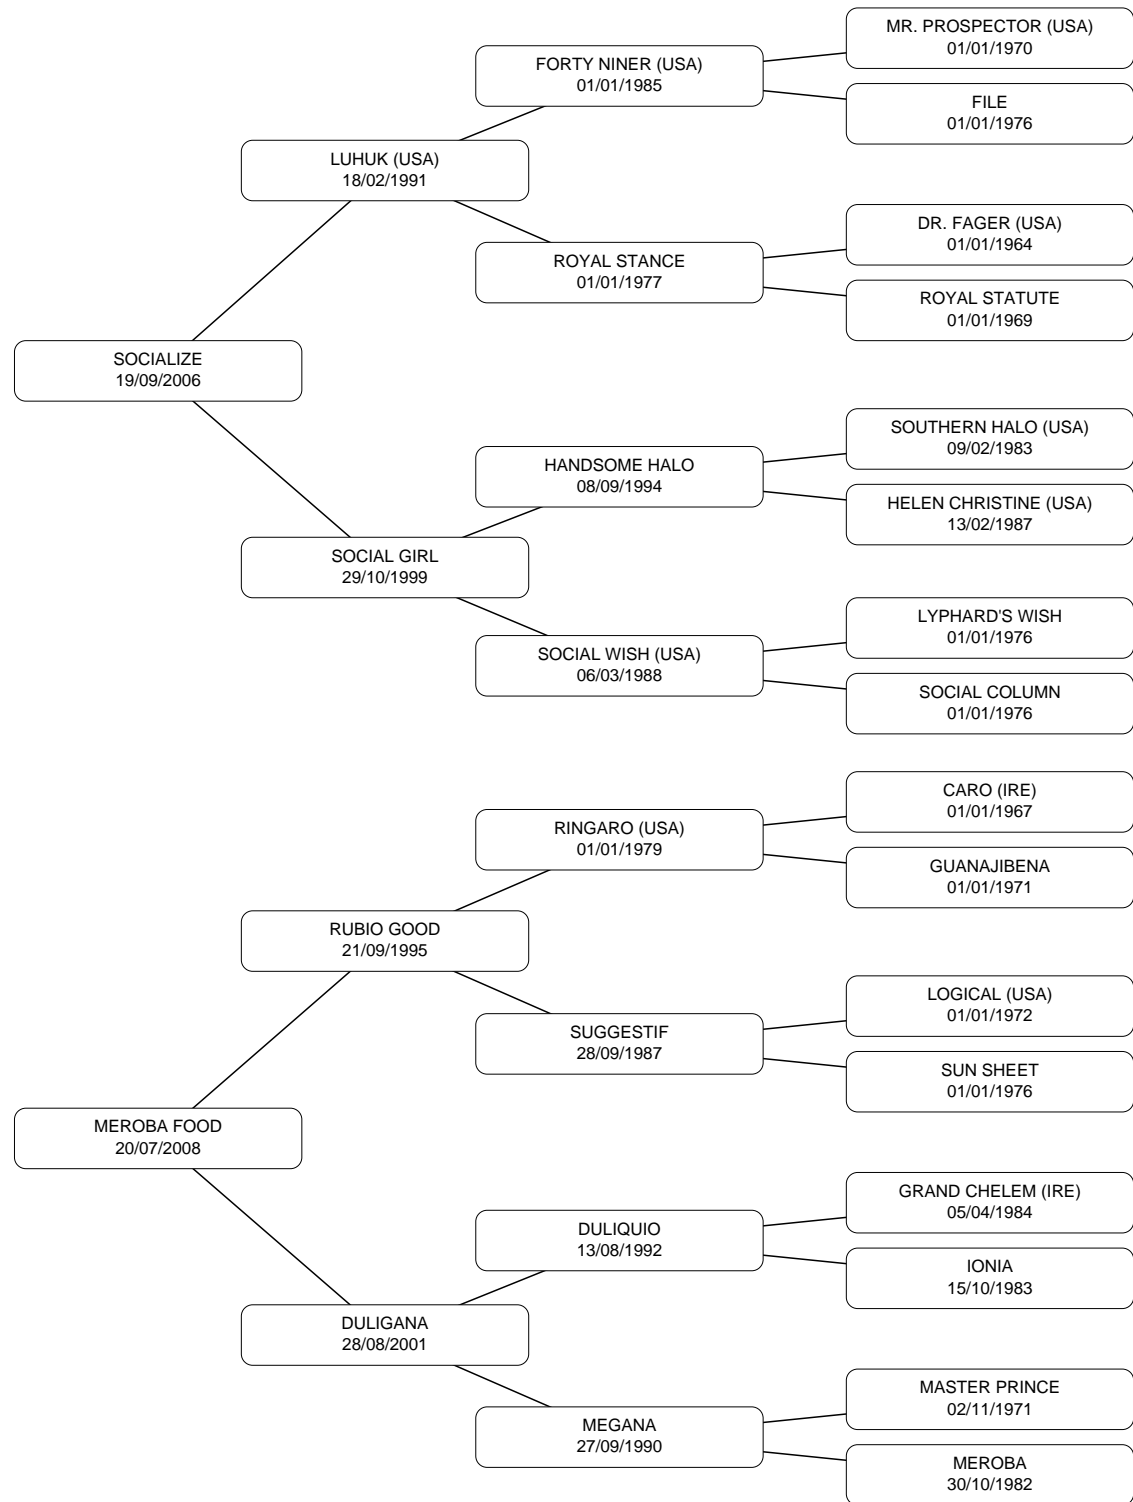 MR. PROSPECTOR (USA)
01/01/1970
FORTY NINER (USA)
01/01/1985
FILE
01/01/1976
LUHUK (USA)
18/02/1991
DR. FAGER (USA)
01/01/1964
ROYAL STANCE
01/01/1977
ROYAL STATUTE
01/01/1969
SOCIALIZE
19/09/2006
SOUTHERN HALO (USA)
09/02/1983
HANDSOME HALO
08/09/1994
HELEN CHRISTINE (USA)
13/02/1987
SOCIAL GIRL
29/10/1999
LYPHARD'S WISH
01/01/1976
SOCIAL WISH (USA)
06/03/1988
SOCIAL COLUMN
01/01/1976
CARO (IRE)
01/01/1967
RINGARO (USA)
01/01/1979
GUANAJIBENA
01/01/1971
RUBIO GOOD
21/09/1995
LOGICAL (USA)
01/01/1972
SUGGESTIF
28/09/1987
SUN SHEET
01/01/1976
MEROBA FOOD
20/07/2008
GRAND CHELEM (IRE)
05/04/1984
DULIQUIO
13/08/1992
IONIA
15/10/1983
DULIGANA
28/08/2001
MASTER PRINCE
02/11/1971
MEGANA
27/09/1990
MEROBA
30/10/1982